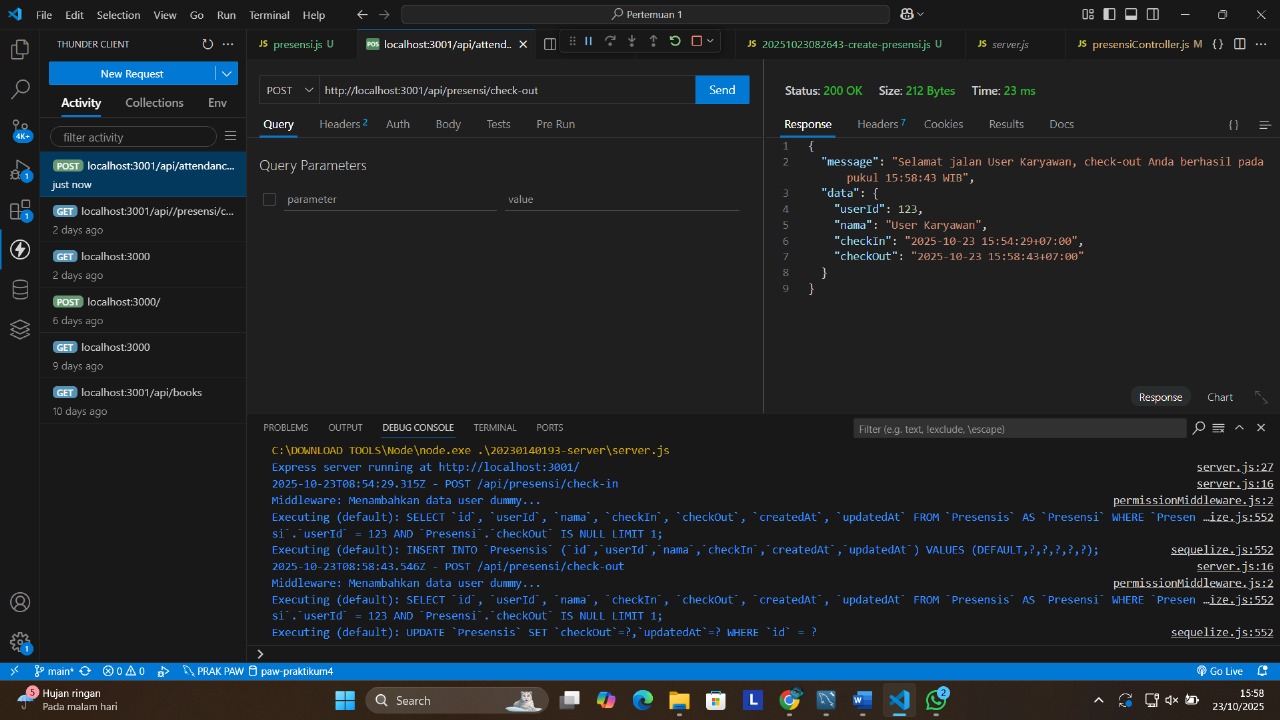 File Edit Selection View Go Run Terminal Help
Pertemuan 1
THUNDER CLIENT
New Request
Activity Collections Env
filter activity
POST localhost:3001/api/attendanc...
just now
GET localhost:3001/api//presensi/c...
2 days ago
GET localhost:3000
2 days ago
POST localhost:3000/
6 days ago
GET localhost:3000
9 days ago
GET localhost:3001/api/books
10 days ago
4K+
1
1
1
JS presensi.js U
POS localhost:3001/api/attend..
JS 20251023082643-create-presensi.js U
JS server.js
JS presensiController.js M
POST http://localhost:3001/api/presensi/check-out Send
Query Headers 2 Auth Body Tests Pre Run
Query Parameters
parameter value
Status: 200 OK Size: 212 Bytes Time: 23 ms
Response Headers 7 Cookies Results Docs { }
1 {
2 "message": "Selamat jalan User Karyawan, check-out Anda berhasil pada
pukul 15:58:43 WIB",
3 "data": {
4 "userId": 123,
5 "nama": "User Karyawan",
6 "checkIn": "2025-10-23 15:54:29+07:00",
7 "checkOut": "2025-10-23 15:58:43+07:00"
8 }
9 }
Response Chart
PROBLEMS OUTPUT DEBUG CONSOLE TERMINAL PORTS
Filter (e.g. text, !exclude, \escape)
C:\DOWNLOAD TOOLS\Node\node.exe .\20230140193-server\server.js
Express server running at http://localhost:3001/ server.js:27
2025-10-23T08:54:29.315Z - POST /api/presensi/check-in server.js:16
Middleware: Menambahkan data user dummy... permissionMiddleware.js:2
Executing (default): SELECT `id`, `userId`, `nama`, `checkIn`, `checkOut`, `createdAt`, `updatedAt` FROM `Presensis` AS `Presensi` WHERE `Presen …ize.js:552
si`.`userId` = 123 AND `Presensi`.`checkOut` IS NULL LIMIT 1;
Executing (default): INSERT INTO `Presensis` (`id`,`userId`,`nama`,`checkIn`,`createdAt`,`updatedAt`) VALUES (DEFAULT,?,?,?,?,?); sequelize.js:552
2025-10-23T08:58:43.546Z - POST /api/presensi/check-out server.js:16
Middleware: Menambahkan data user dummy... permissionMiddleware.js:2
Executing (default): SELECT `id`, `userId`, `nama`, `checkIn`, `checkOut`, `createdAt`, `updatedAt` FROM `Presensis` AS `Presensi` WHERE `Presen …ize.js:552
si`.`userId` = 123 AND `Presensi`.`checkOut` IS NULL LIMIT 1;
Executing (default): UPDATE `Presensis` SET `checkOut`=?,`updatedAt`=? WHERE `id` = ? sequelize.js:552
main* 0 0 PRAK PAW paw-praktikum4 Go Live
5 Hujan ringan
Pada malam hari
Search
2
15:58
23/10/2025